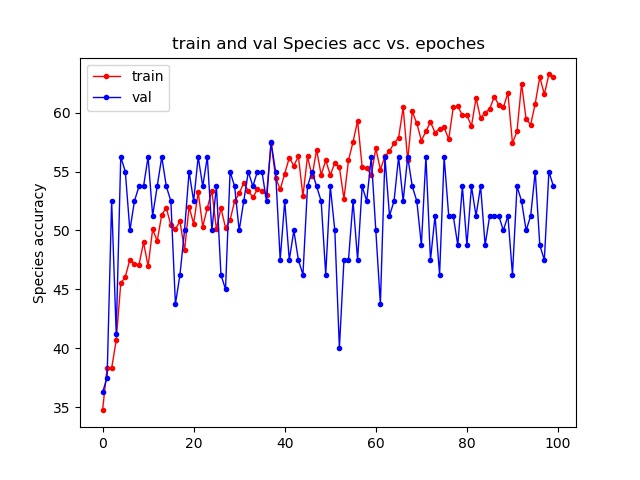 train and val Species acc vs. epoches
train
val
Species accuracy
60
55
50
45
40
35
0 20 40 60 80 100